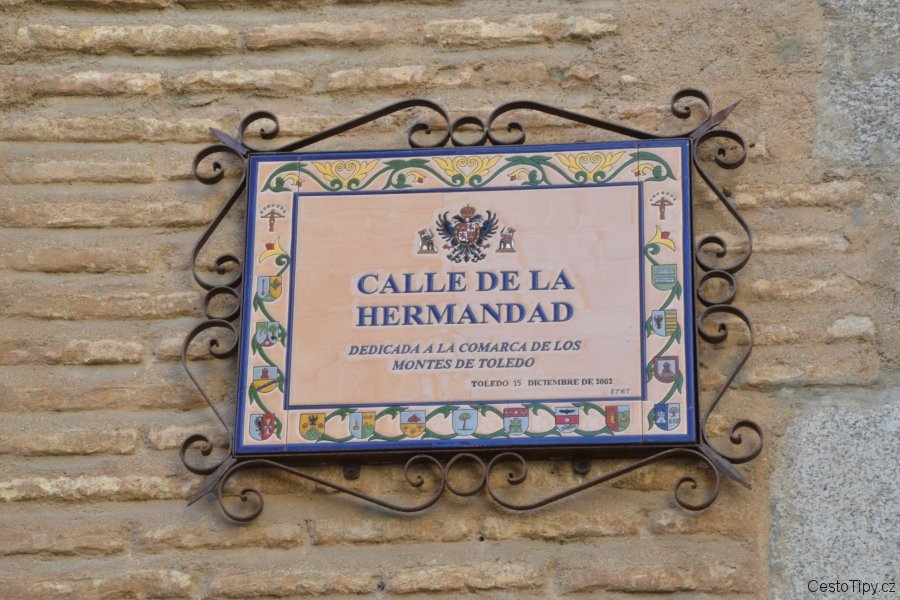 CALLE DE LA
HERMANDAD
DEDICADA A LA COMARCA DE LOS
MONTES DE TOLEDO
TOLEDO 15 DICIEMBRE DE 2002
CestoTipy.cz